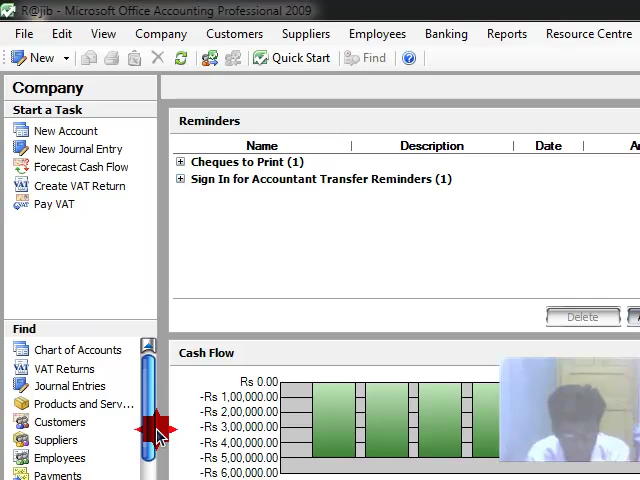 R@jib - Microsoft Office Accounting Professional 2009
File Edit View Company Customers Suppliers Employees Banking Reports Resource Centre
New Quick Start Find
Company
Start a Task
New Account
New Journal Entry
Forecast Cash Flow
Create VAT Return
Pay VAT
Find
Chart of Accounts
VAT Returns
Journal Entries
Products and Serv...
Customers
Suppliers
Employees
Payments
Reminders
Name Description Date
Cheques to Print (1)
Sign In for Accountant Transfer Reminders (1)
Delete
Cash Flow
Rs 0.00
-Rs 1,00,000.00
-Rs 2,00,000.00
-Rs 3,00,000.00
-Rs 4,00,000.00
-Rs 5,00,000.00
-Rs 6,00,000.00